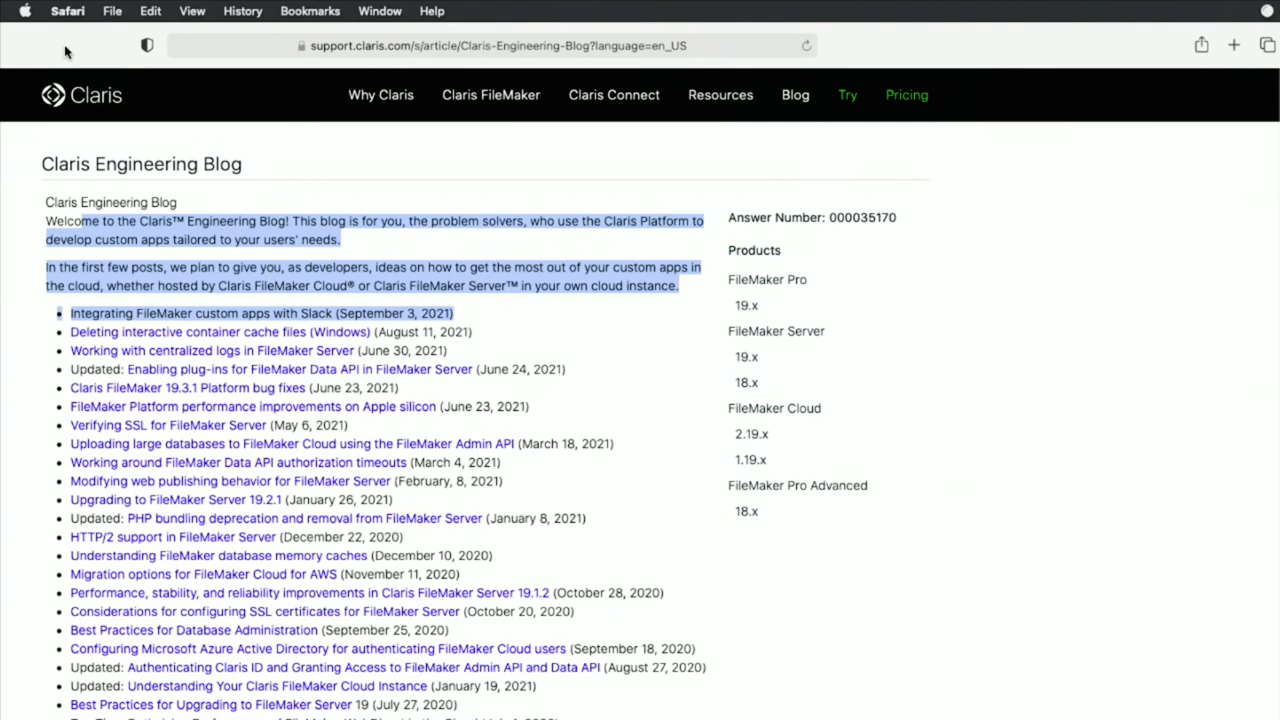 Safari File Edit View History Bookmarks Window Help
support.claris.com/s/article/Claris-Engineering-Blog?language=en_US
Claris Why Claris Claris FileMaker Claris Connect Resources Blog Try Pricing
Claris Engineering Blog
Claris Engineering Blog
Welcome to the Claris™ Engineering Blog! This blog is for you, the problem solvers, who use the Claris Platform to
develop custom apps tailored to your users' needs.
In the first few posts, we plan to give you, as developers, ideas on how to get the most out of your custom apps in
the cloud, whether hosted by Claris FileMaker Cloud® or Claris FileMaker Server™ in your own cloud instance.
• Integrating FileMaker custom apps with Slack (September 3, 2021)
• Deleting interactive container cache files (Windows) (August 11, 2021)
• Working with centralized logs in FileMaker Server (June 30, 2021)
• Updated: Enabling plug-ins for FileMaker Data API in FileMaker Server (June 24, 2021)
• Claris FileMaker 19.3.1 Platform bug fixes (June 23, 2021)
• FileMaker Platform performance improvements on Apple silicon (June 23, 2021)
• Verifying SSL for FileMaker Server (May 6, 2021)
• Uploading large databases to FileMaker Cloud using the FileMaker Admin API (March 18, 2021)
• Working around FileMaker Data API authorization timeouts (March 4, 2021)
• Modifying web publishing behavior for FileMaker Server (February, 8, 2021)
• Upgrading to FileMaker Server 19.2.1 (January 26, 2021)
• Updated: PHP bundling deprecation and removal from FileMaker Server (January 8, 2021)
• HTTP/2 support in FileMaker Server (December 22, 2020)
• Understanding FileMaker database memory caches (December 10, 2020)
• Migration options for FileMaker Cloud for AWS (November 11, 2020)
• Performance, stability, and reliability improvements in Claris FileMaker Server 19.1.2 (October 28, 2020)
• Considerations for configuring SSL certificates for FileMaker Server (October 20, 2020)
• Best Practices for Database Administration (September 25, 2020)
• Configuring Microsoft Azure Active Directory for authenticating FileMaker Cloud users (September 18, 2020)
• Updated: Authenticating Claris ID and Granting Access to FileMaker Admin API and Data API (August 27, 2020)
• Updated: Understanding Your Claris FileMaker Cloud Instance (January 19, 2021)
• Best Practices for Upgrading to FileMaker Server 19 (July 27, 2020)
Answer Number: 000035170
Products
FileMaker Pro
19.x
FileMaker Server
19.x
18.x
FileMaker Cloud
2.19.x
1.19.x
FileMaker Pro Advanced
18.x